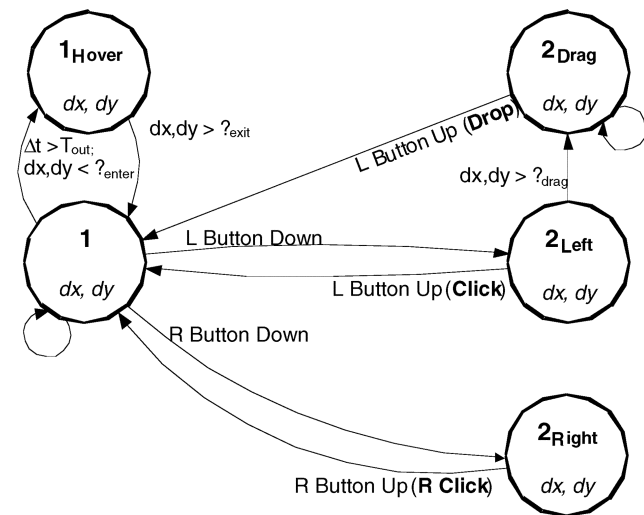 1Hover
dx, dy
2Drag
dx, dy
dx,dy > ?exit
Δt >Tout;
dx,dy < ?enter
L Button Up (Drop)
dx,dy > ?drag
1
dx, dy
L Button Down
2Left
dx, dy
L Button Up (Click)
R Button Down
2Right
dx, dy
R Button Up (R Click)